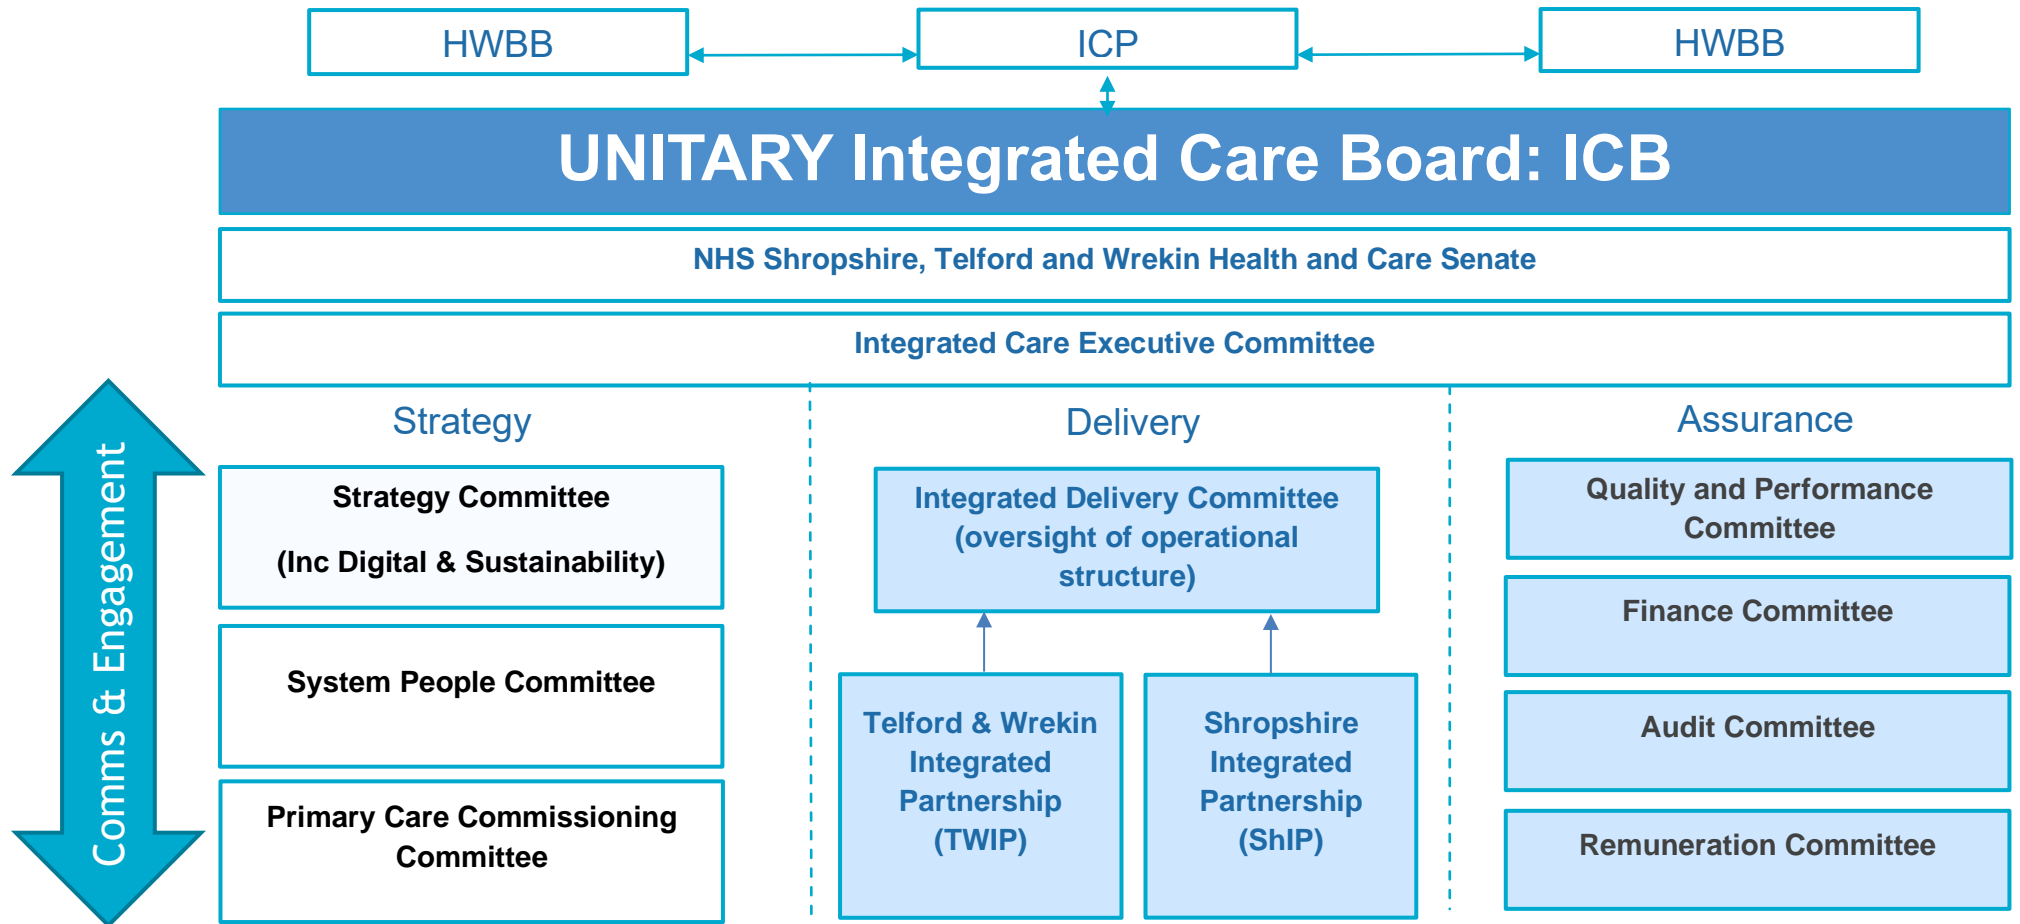 HWBB
ICP
HWBB
UNITARY Integrated Care Board: ICB
NHS Shropshire, Telford and Wrekin Health and Care Senate
Integrated Care Executive Committee
Comms & Engagement
Strategy
Strategy Committee
(Inc Digital & Sustainability)
System People Committee
Primary Care Commissioning
Committee
Delivery
Integrated Delivery Committee
(oversight of operational
structure)
Telford & Wrekin
Integrated
Partnership
(TWIP)
Shropshire
Integrated
Partnership
(ShIP)
Assurance
Quality and Performance
Committee
Finance Committee
Audit Committee
Remuneration Committee